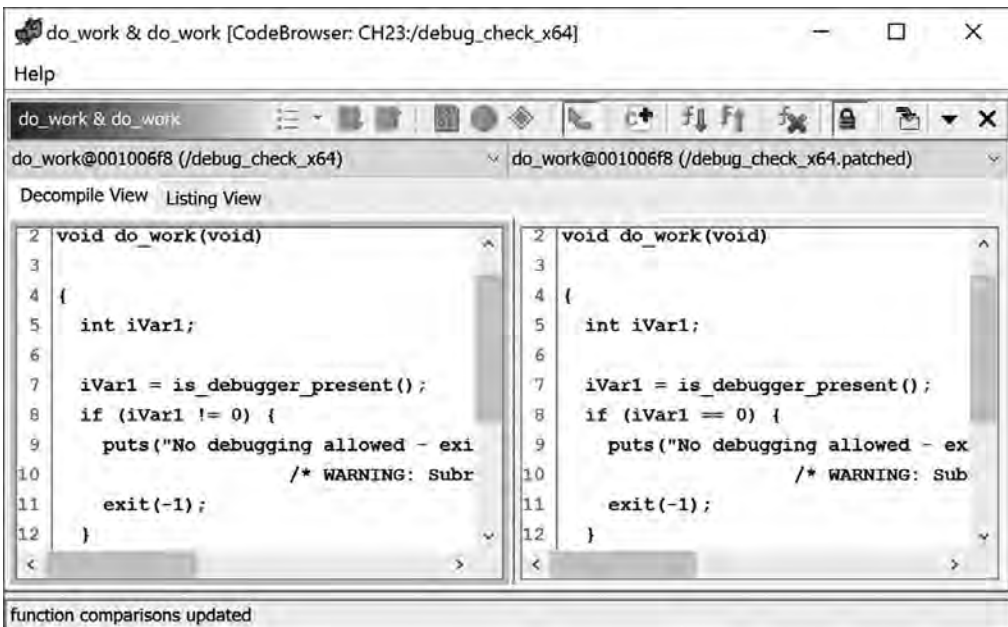 do_work & do_work [CodeBrowser: CH23:/debug_check_x64]
Help
do_work & do_work
do_work@001006f8 (/debug_check_x64)
do_work@001006f8 (/debug_check_x64.patched)
Decompile View Listing View
2 void do_work(void)
3
4 {
5 int iVar1;
6
7 iVar1 = is_debugger_present();
8 if (iVar1 != 0) {
9 puts("No debugging allowed - exi
10 /* WARNING: Subr
11 exit(-1);
12 }
2 void do_work(void)
3
4 {
5 int iVar1;
6
7 iVar1 = is_debugger_present();
8 if (iVar1 == 0) {
9 puts("No debugging allowed - ex
10 /* WARNING: Sub
11 exit(-1);
12 }
function comparisons updated